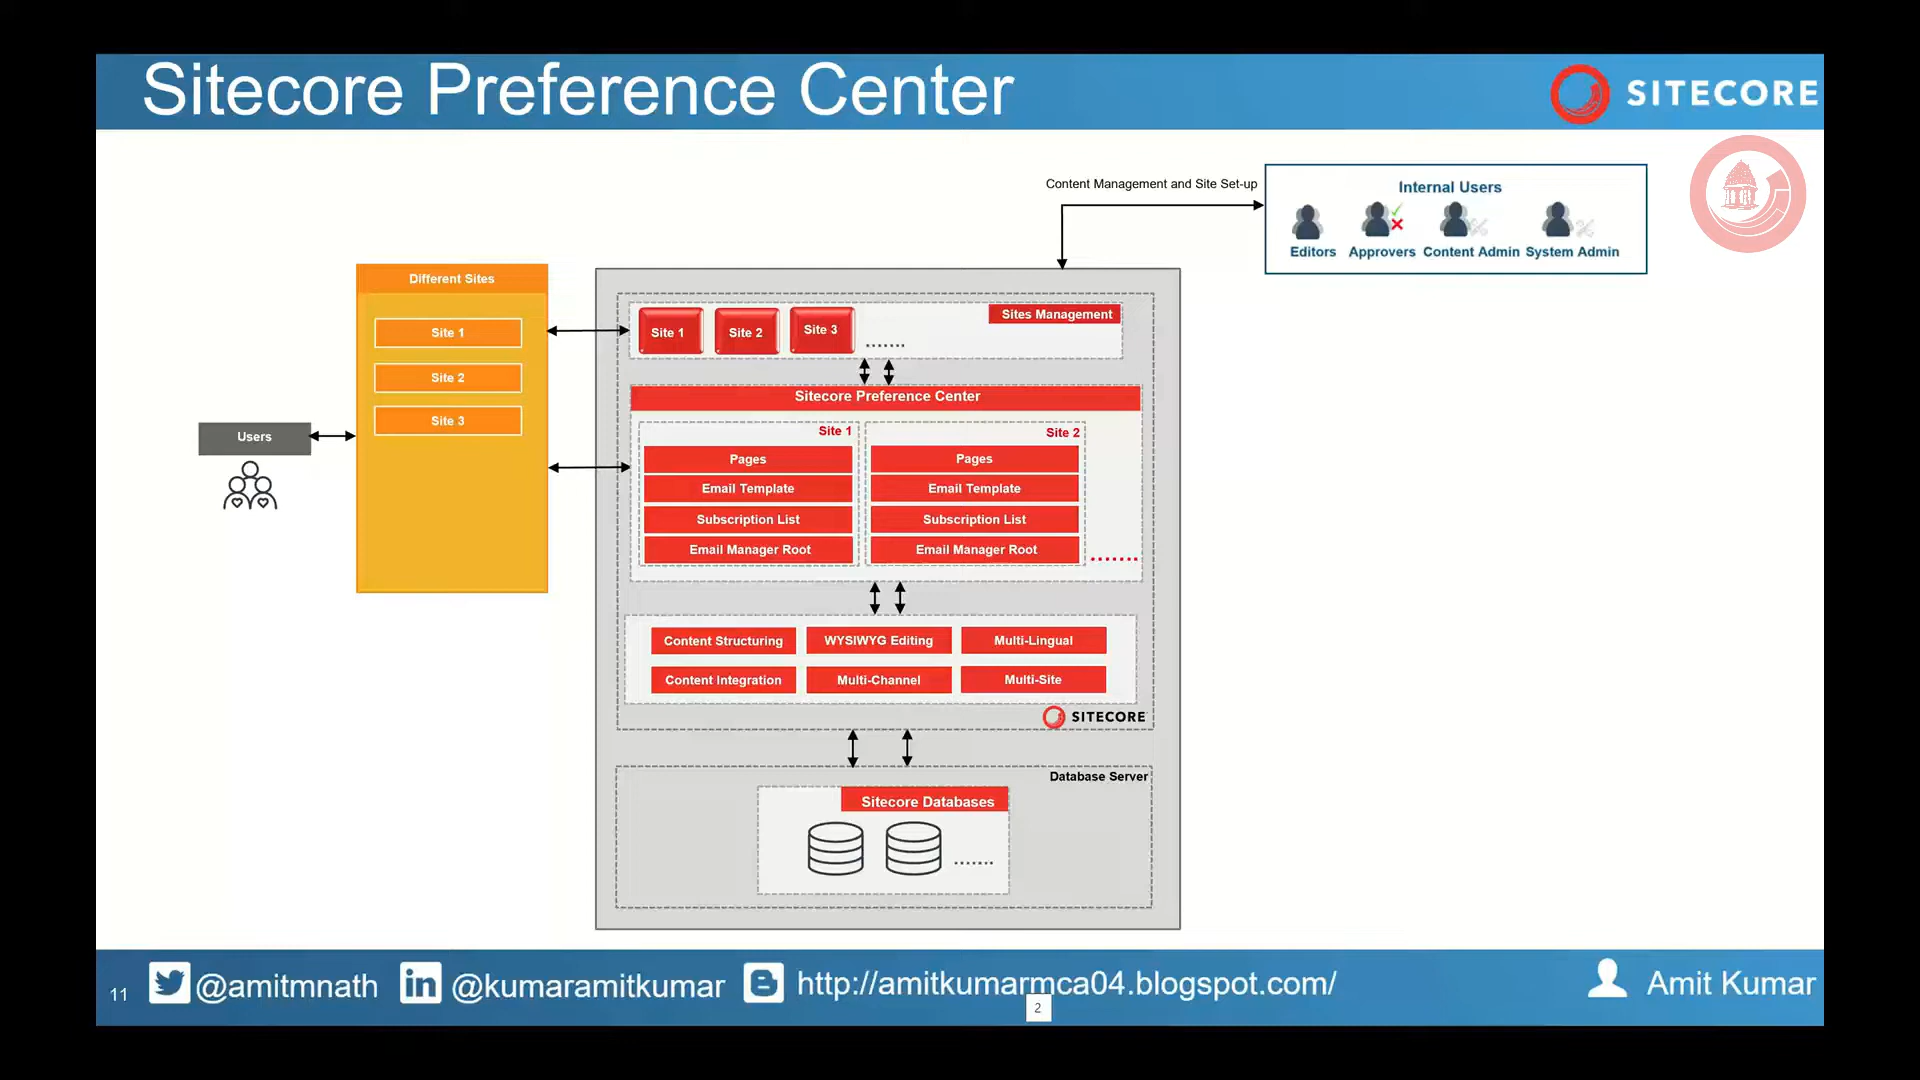 Sitecore Preference Center
SITECORE
Content Management and Site Set-up
Internal Users
Editors
Approvers
Content Admin
System Admin
Different Sites
Site 1
Site 2
Site 3
Users
Site 1
Site 2
Site 3
.......
Sites Management
Sitecore Preference Center
Site 1
Pages
Email Template
Subscription List
Email Manager Root
Site 2
Pages
Email Template
Subscription List
Email Manager Root
.......
Content Structuring
WYSIWYG Editing
Multi-Lingual
Content Integration
Multi-Channel
Multi-Site
SITECORE
Database Server
Sitecore Databases
.......
11
@amitmnath
in
@kumaramitkumar
http://amitkumarmca04.blogspot.com/
Amit Kumar
2